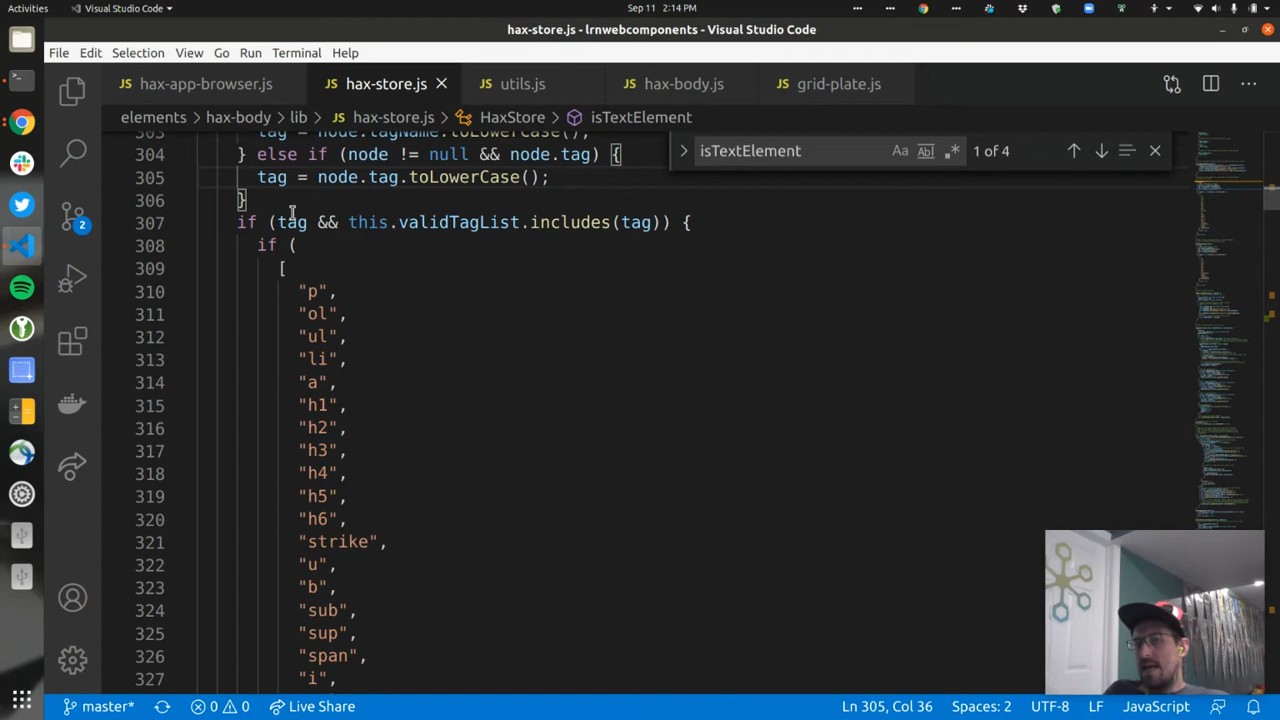 Activities
Visual Studio Code
Sep 11 2:14 PM
hax-store.js - lrnwebcomponents - Visual Studio Code
File Edit Selection View Go Run Terminal Help
JS hax-app-browser.js JS hax-store.js JS utils.js JS hax-body.js JS grid-plate.js
elements > hax-body > lib > JS hax-store.js > HaxStore > isTextElement
isTextElement Aa Ab 1 of 4
303 tag = node.tagName.toLowerCase();
304 } else if (node != null && node.tag) {
305 tag = node.tag.toLowerCase();
306 }
307 if (tag && this.validTagList.includes(tag)) {
308 if (
309 [
310 "p",
311 "ol",
312 "ul",
313 "li",
314 "a",
315 "h1",
316 "h2",
317 "h3",
318 "h4",
319 "h5",
320 "h6",
321 "strike",
322 "u",
323 "b",
324 "sub",
325 "sup",
326 "span",
327 "i",
2
master* 0 0 Live Share Ln 305, Col 36 Spaces: 2 UTF-8 LF JavaScript